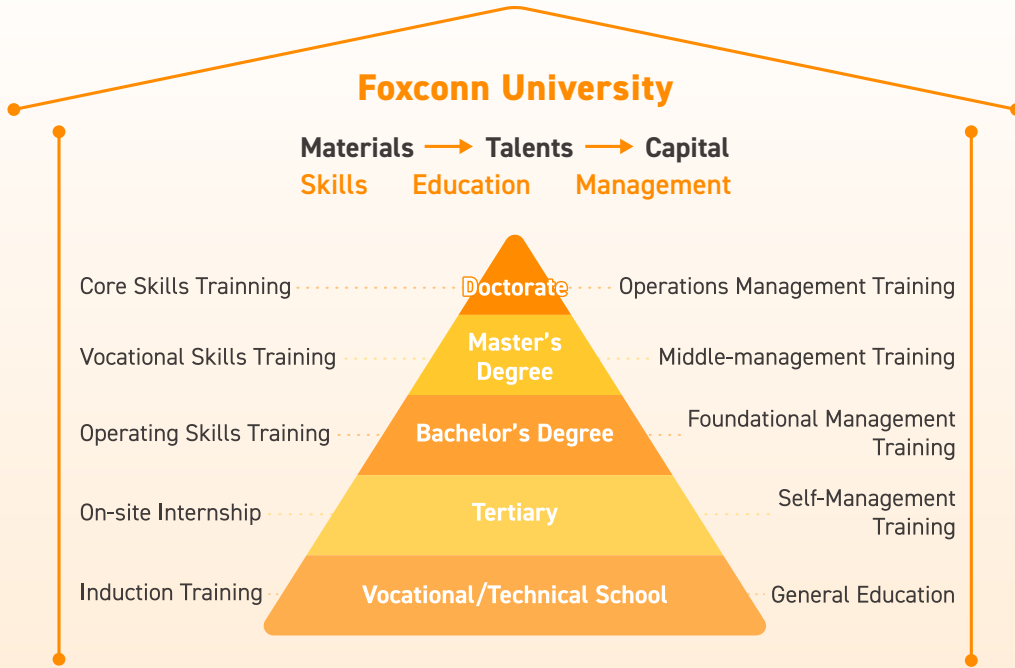 Foxconn University
Materials → Talents → Capital
Skills Education Management
Core Skills Trainning
Doctorate
Operations Management Training
Vocational Skills Training
Master's
Degree
Middle-management Training
Operating Skills Training
Bachelor's Degree
Foundational Management
Training
On-site Internship
Tertiary
Self-Management
Training
Induction Training
Vocational/Technical School
General Education